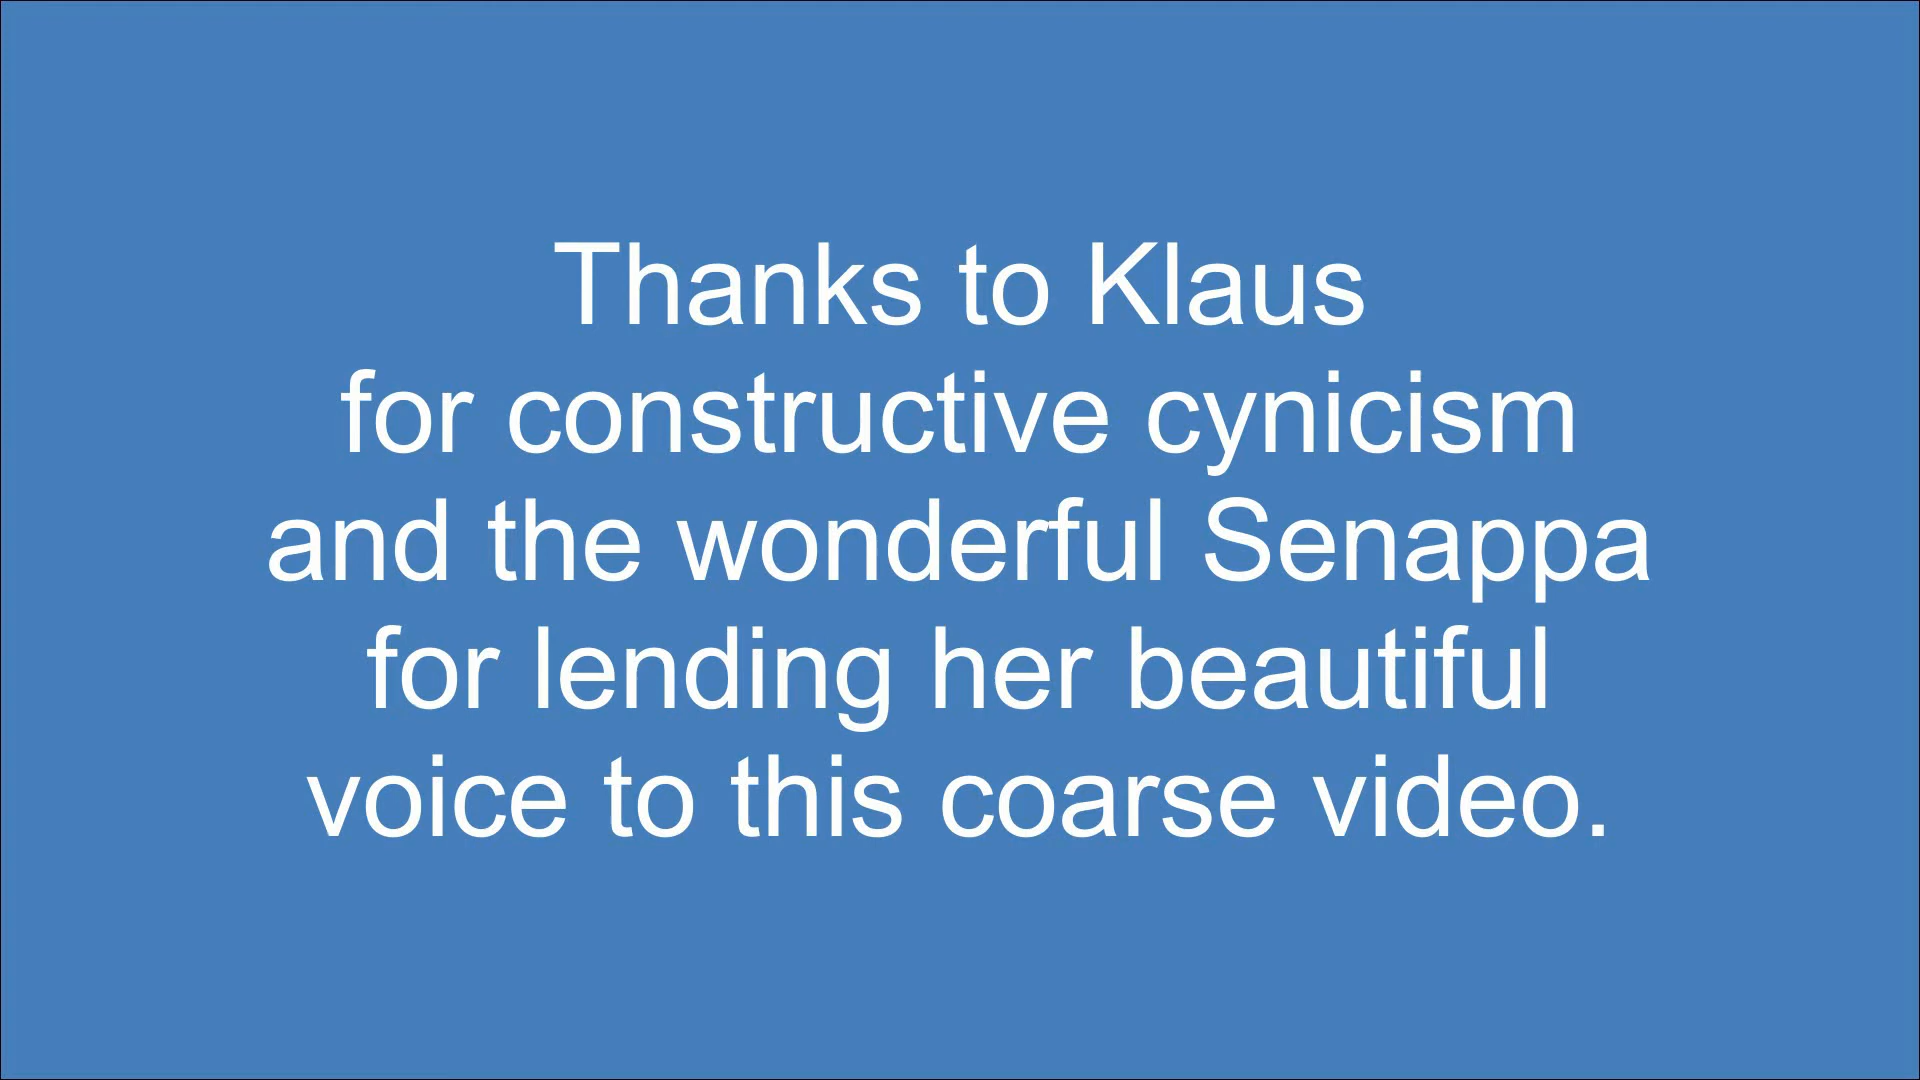 Thanks to Klaus
for constructive cynicism
and the wonderful Senappa
for lending her beautiful
voice to this coarse video.